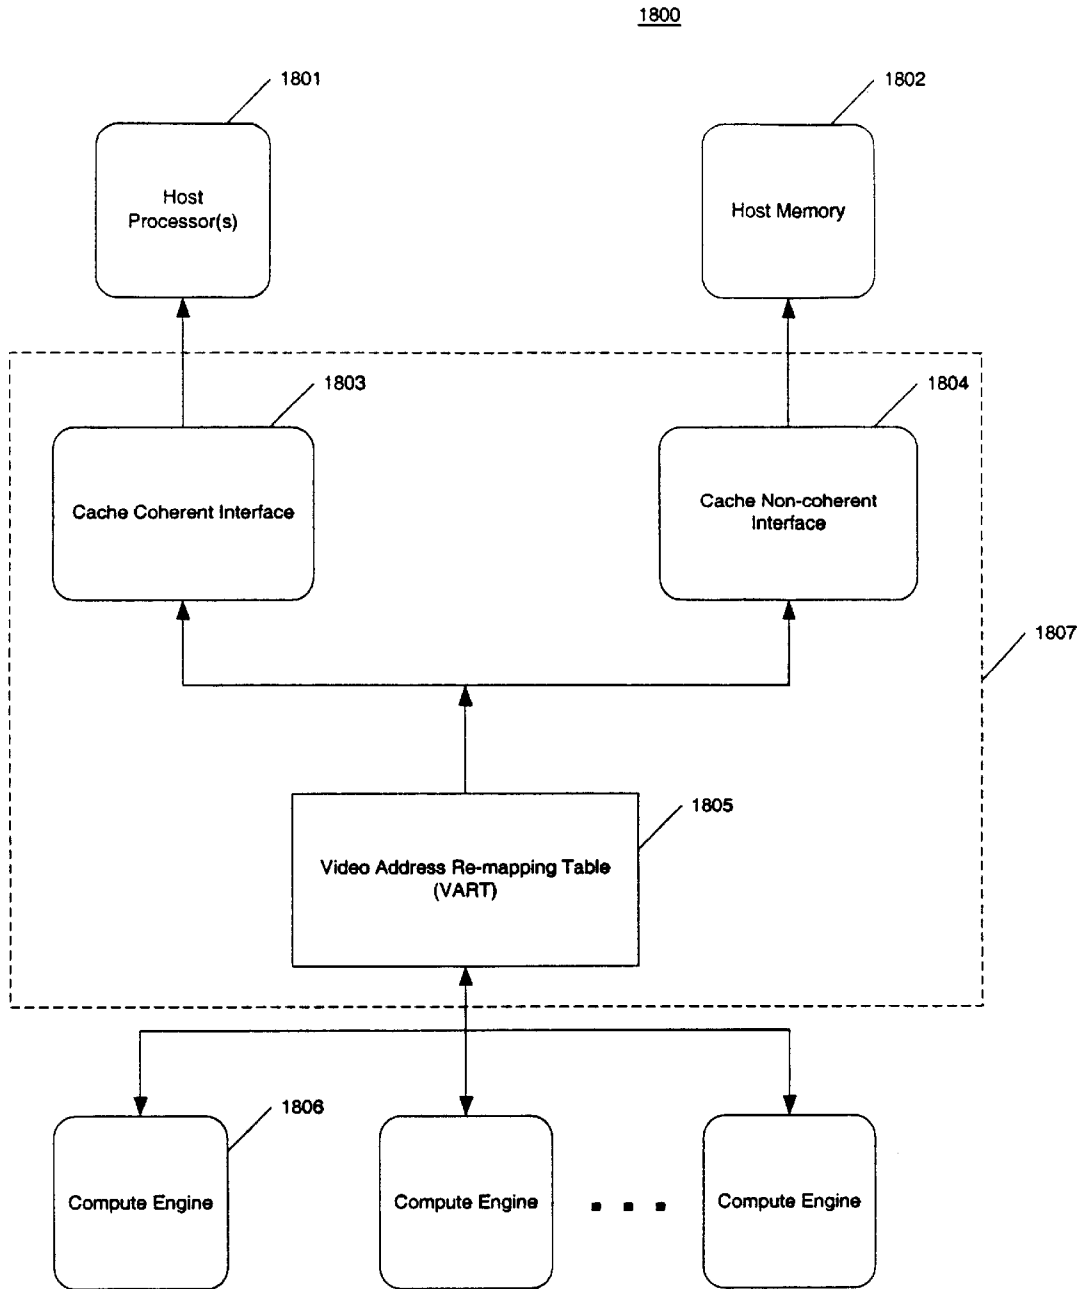 1800
1801
1802
Host
Processor(s)
Host Memory
1803
1804
Cache Coherent Interface
Cache Non-coherent
Interface
1807
1805
Video Address Re-mapping Table
(VART)
1806
Compute Engine
Compute Engine
Compute Engine